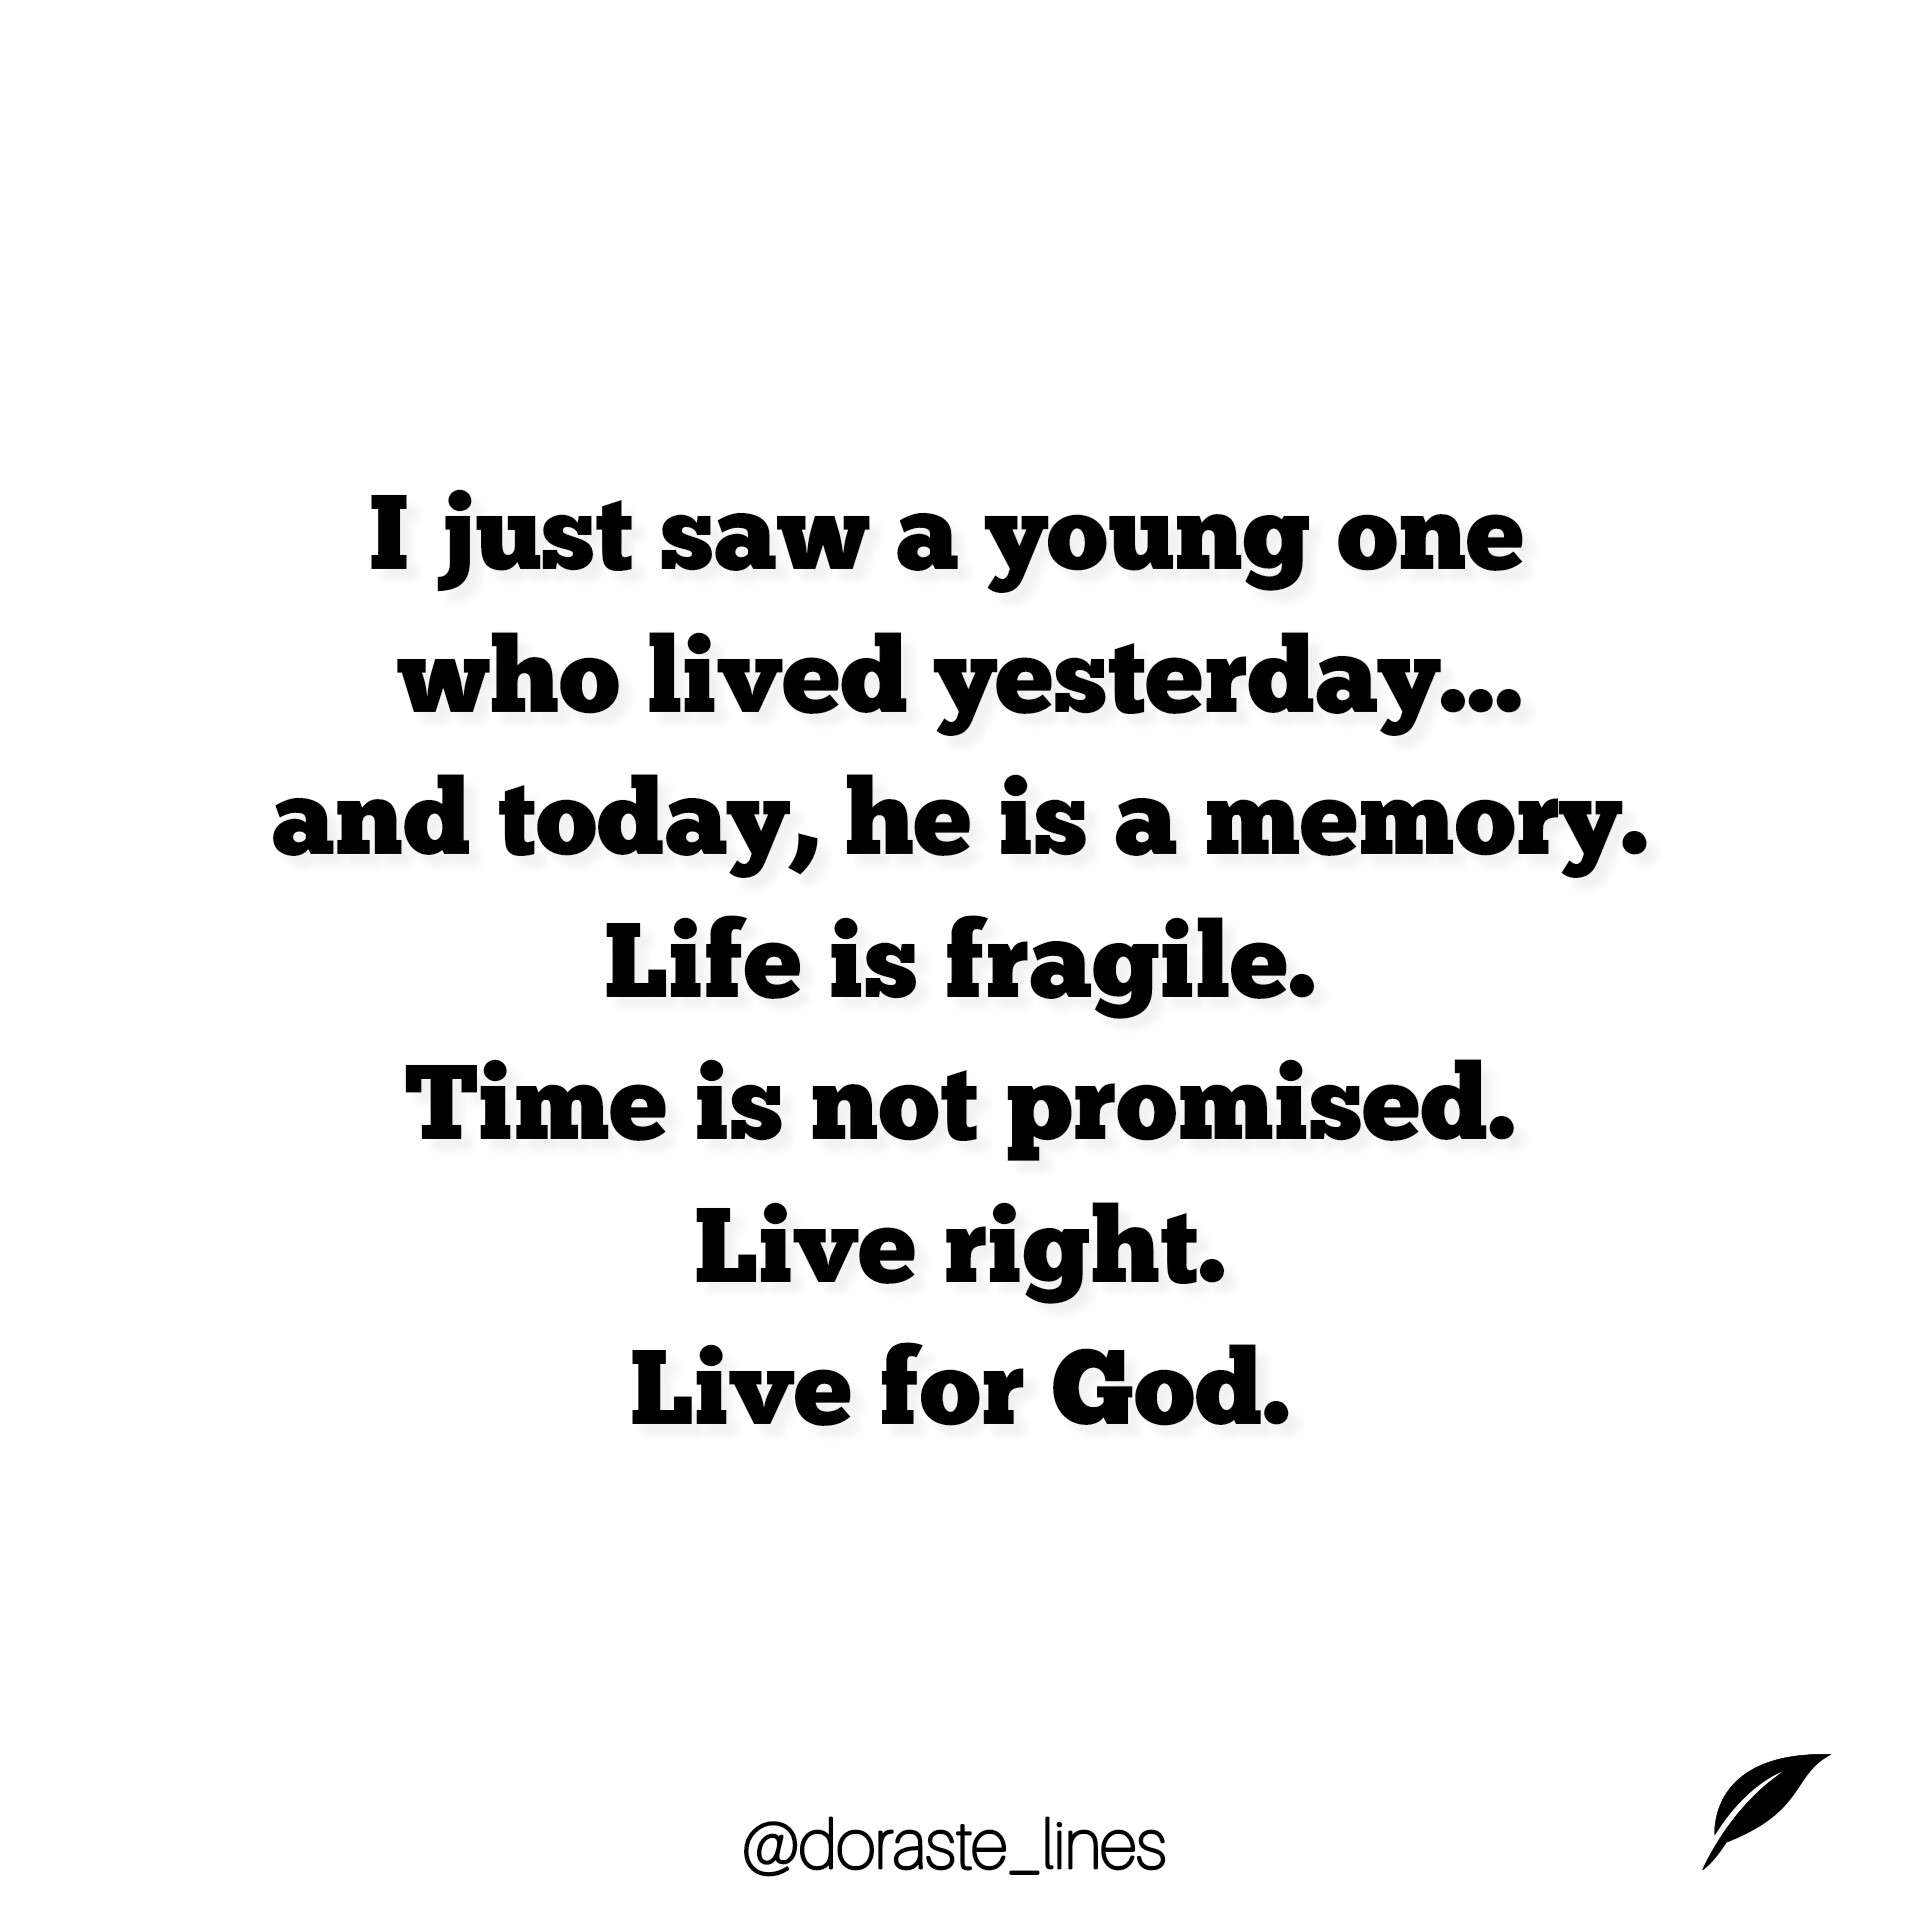 I just saw a young one
who lived yesterday...
and today, he is a memory.
Life is fragile.
Time is not promised.
Live right.
Live for God.
@doraste_lines